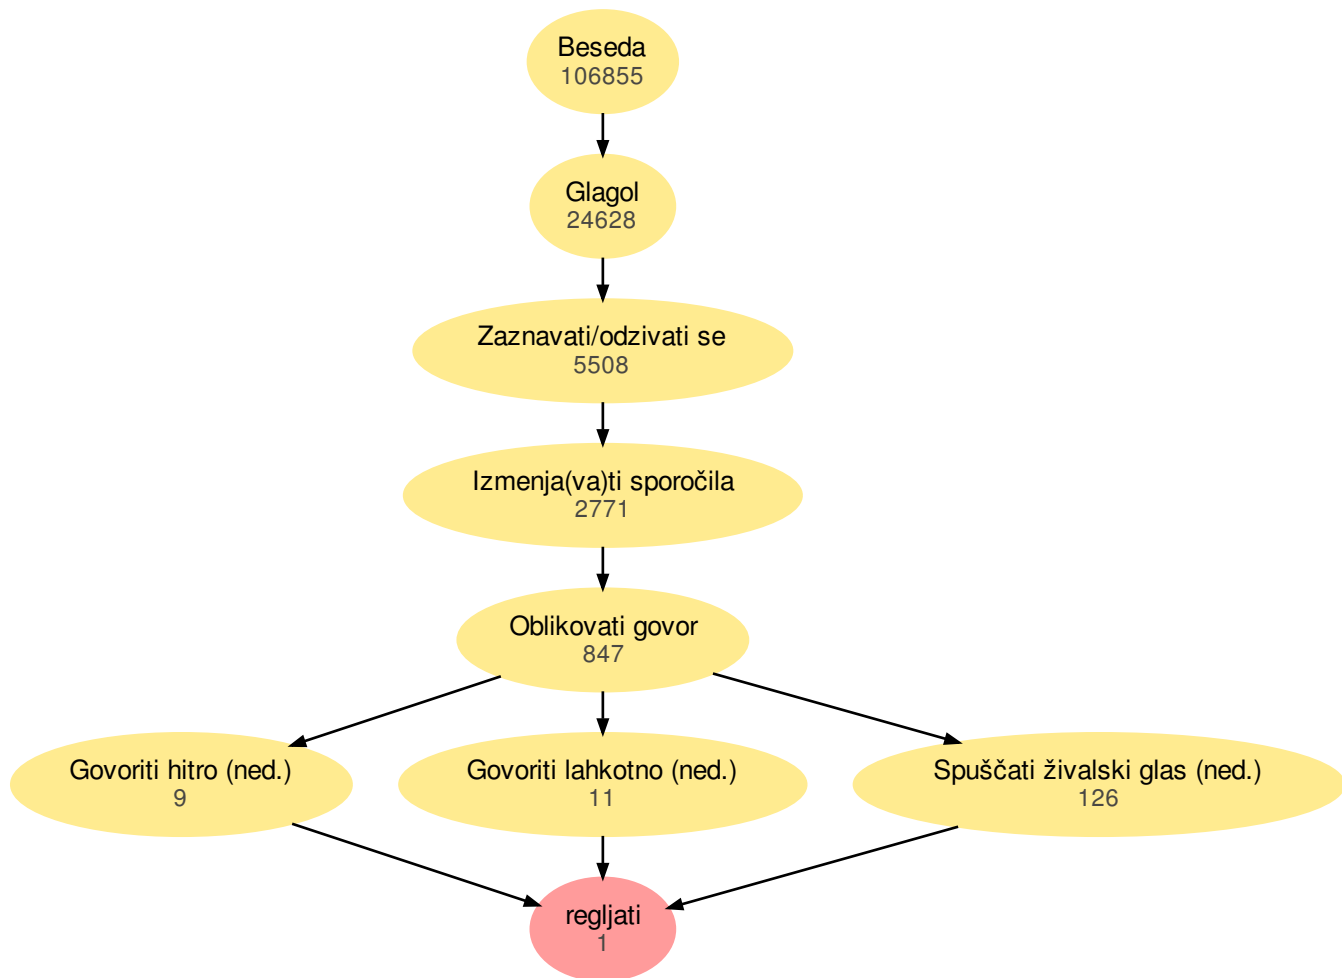 Beseda
106855
Glagol
24628
Zaznavati/odzivati se
5508
Izmenja(va)ti sporočila
2771
Oblikovati govor
847
Govoriti hitro (ned.)
9
Govoriti lahkotno (ned.)
11
Spuščati živalski glas (ned.)
126
regljati
1